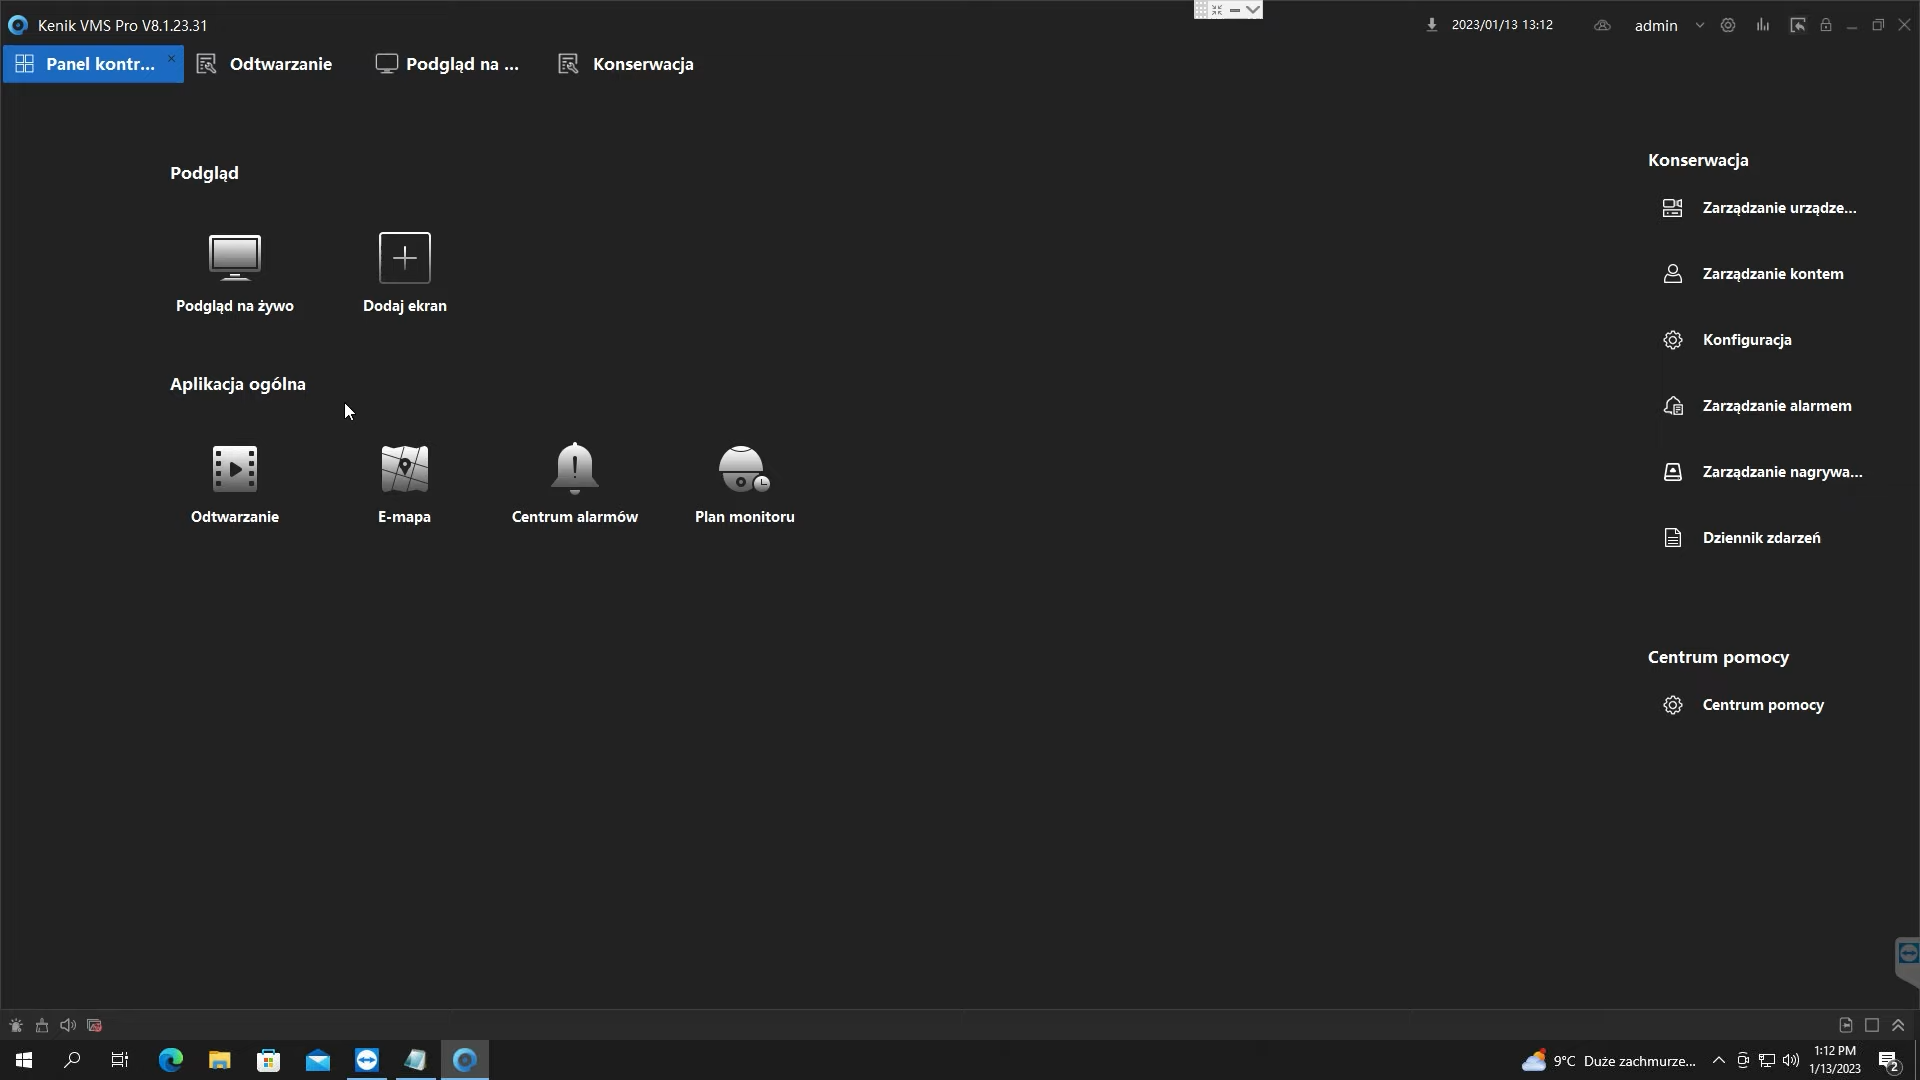 Kenik VMS Pro V8.1.23.31
2023/01/13 13:12
admin
Panel kontr...
Odtwarzanie
Podgląd na ...
Konserwacja
Podgląd
Podgląd na żywo
Dodaj ekran
Aplikacja ogólna
Odtwarzanie
E-mapa
Centrum alarmów
Plan monitoru
Konserwacja
Zarządzanie urządze...
Zarządzanie kontem
Konfiguracja
Zarządzanie alarmem
Zarządzanie nagrywa...
Dziennik zdarzeń
Centrum pomocy
Centrum pomocy
9°C Duże zachmurze...
1:12 PM
1/13/2023
2